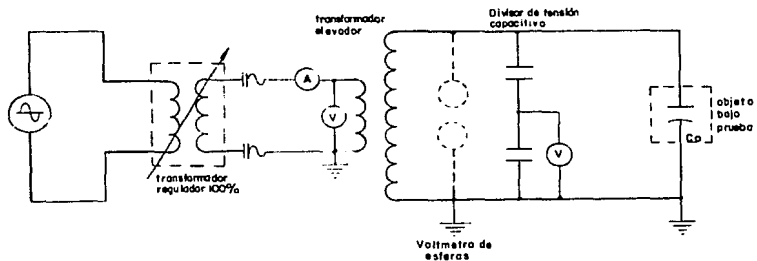 transformador
elevador
Divisor de tensión
capacitivo
A
V
V
objeto
bajo
prueba
Co
transformador
regulador 100%
Voltmetro de
esferas